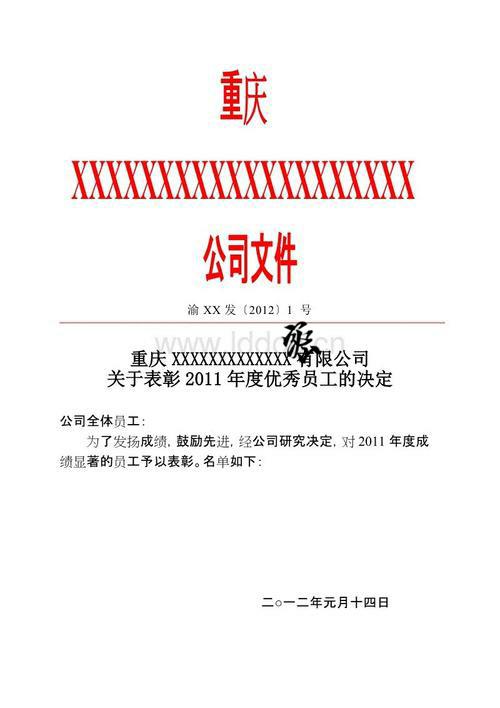 重庆
XXXXXXXXXXXXXXXXXXX
公司文件
渝 XX 发〔2012〕1 号
重庆 XXXXXXXXXXXXX 有限公司
关于表彰 2011 年度优秀员工的决定
公司全体员工：
为了发扬成绩，鼓励先进，经公司研究决定，对 2011 年度成
绩显著的员工予以表彰。名单如下：
二○一二年元月十四日